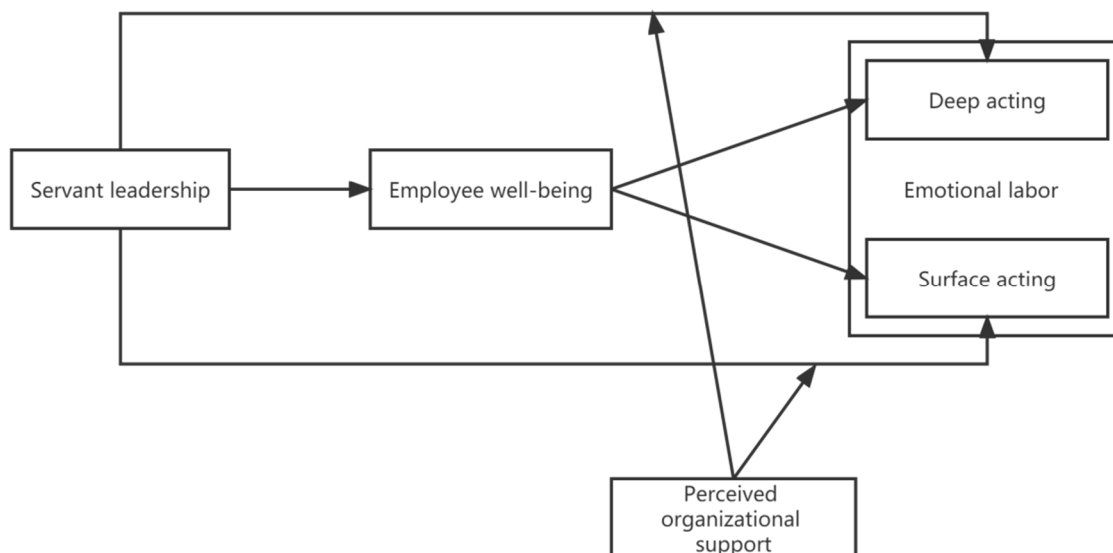 Deep acting
Servant leadership
Employee well-being
Emotional labor
Surface acting
Perceived
organizational
support